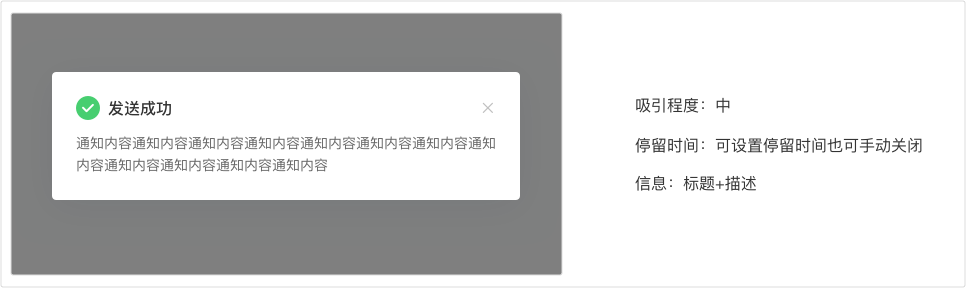 发送成功
通知内容通知内容通知内容通知内容通知内容通知内容通知内容通知
内容通知内容通知内容通知内容通知内容
吸引程度：中
停留时间：可设置停留时间也可手动关闭
信息：标题+描述